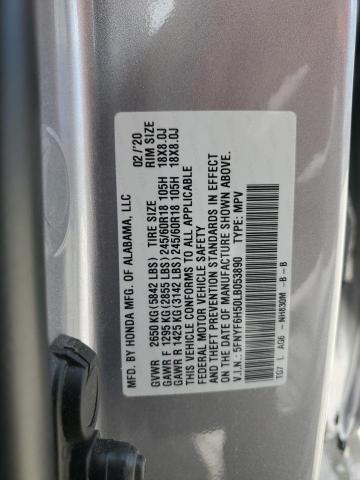 MFD. BY HONDA MFG. OF ALABAMA, LLC 02/'20
TIRE SIZE RIM SIZE
GVWR 2650 KG(5842 LBS)
GAWR F 1295 KG(2855 LBS) 245/60R18 105H 18X8.0J
GAWR R 1425 KG(3142 LBS) 245/60R18 105H 18X8.0J
THIS VEHICLE CONFORMS TO ALL APPLICABLE
FEDERAL MOTOR VEHICLE SAFETY
STANDARDS IN EFFECT
ON THE DATE OF MANUFACTURE SHOWN ABOVE.
V.I.N.: 5FNYF6H50LB053890 TYPE: MPV
TG7 L AG6 - NH830M -B -B